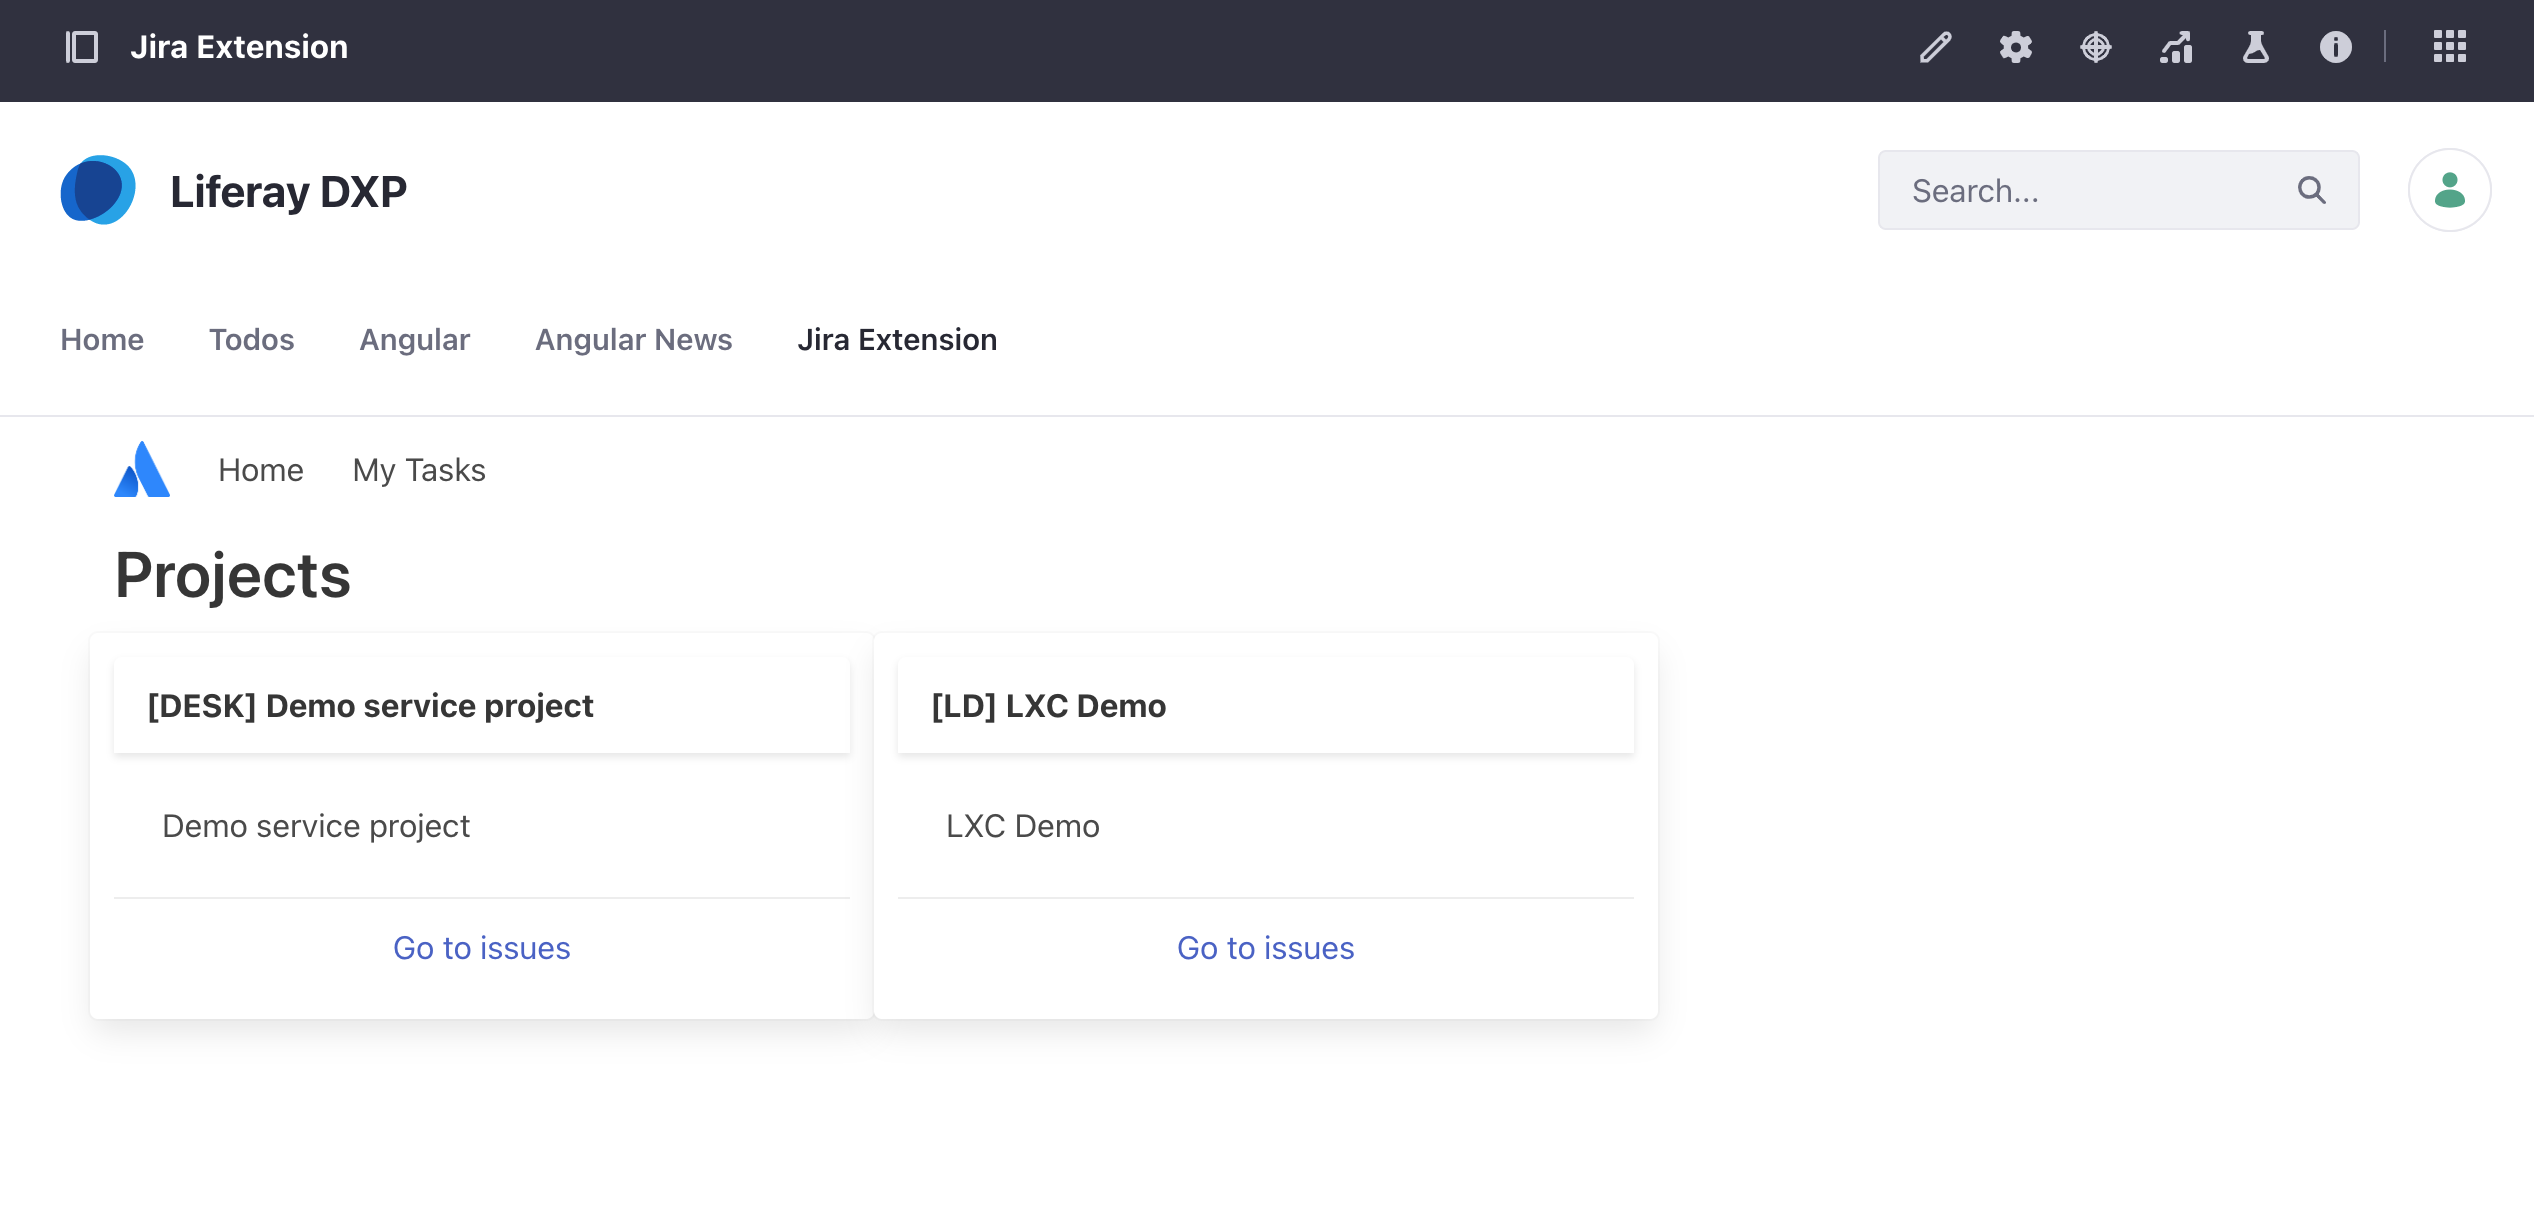 Jira Extension
Liferay DXP
Search...
Home Todos Angular Angular News Jira Extension
Home My Tasks
Projects
[DESK] Demo service project
Demo service project
Go to issues
[LD] LXC Demo
LXC Demo
Go to issues